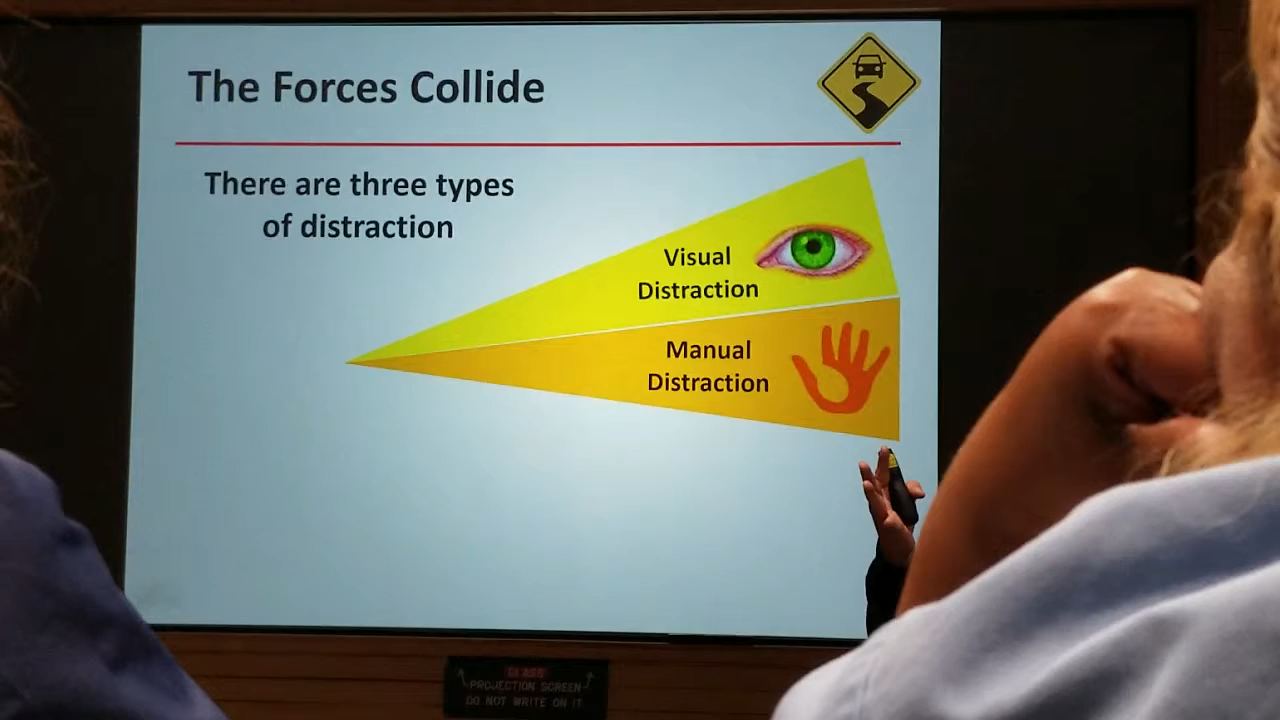 The Forces Collide
There are three types
of distraction
Visual
Distraction
Manual
Distraction
GLASS
PROJECTION SCREEN
DO NOT WRITE ON IT